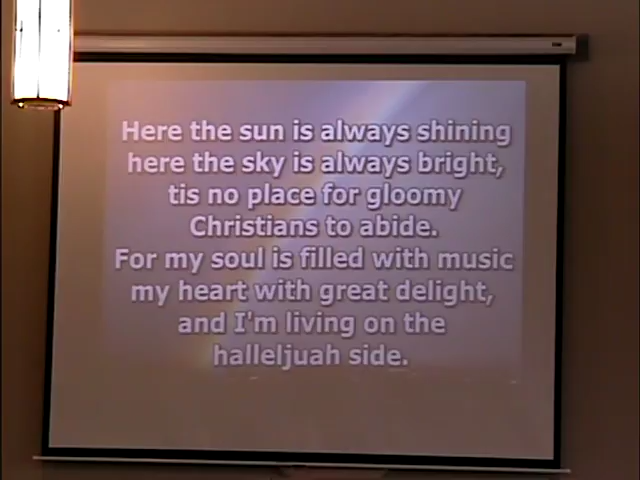 Here the sun is always shining
here the sky is always bright,
tis no place for gloomy
Christians to abide.
For my soul is filled with music
my heart with great delight,
and I'm living on the
halleljuah side.